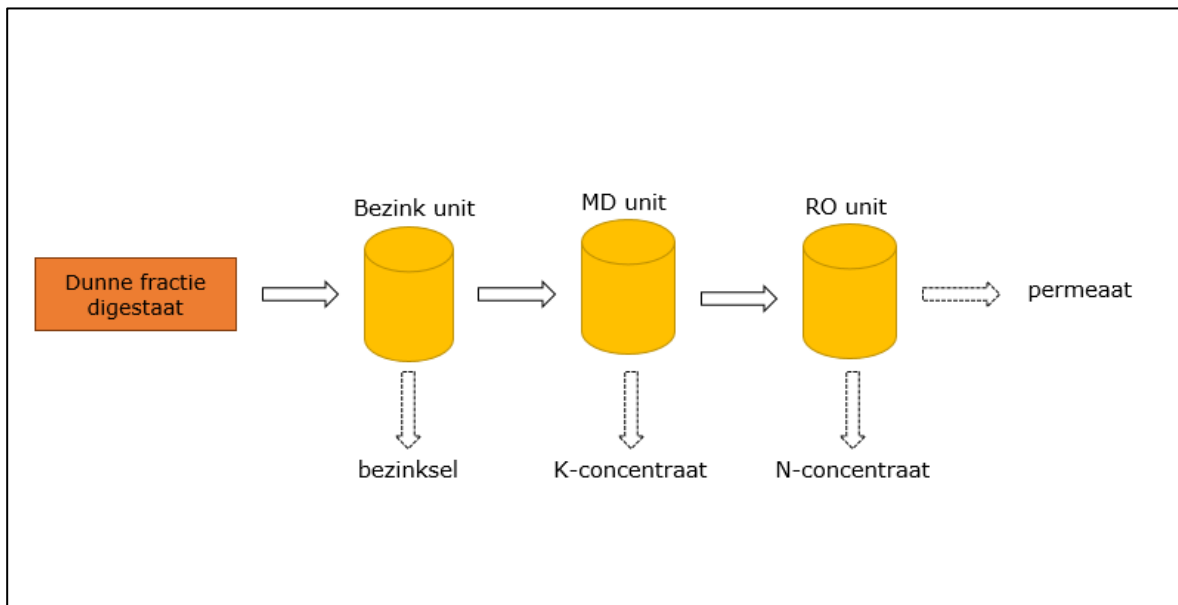 Bezink unit
MD unit
RO unit
Dunne fractie
digestaat
permeaat
bezinksel
K-concentraat
N-concentraat